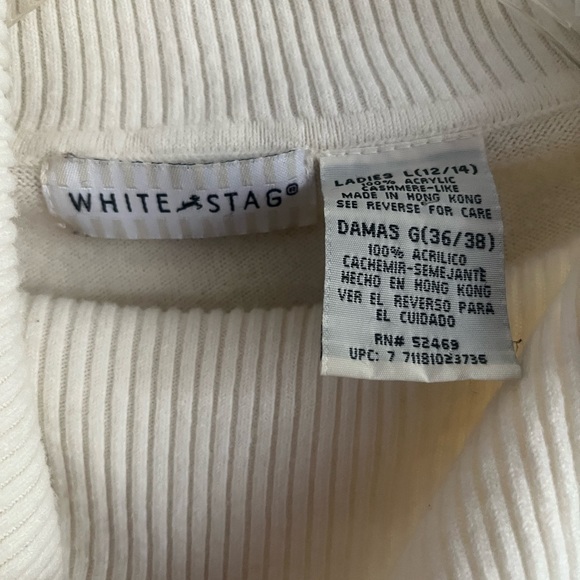 WHITE STAG®
LADIES L(12/14)
100% ACRYLIC
CASHMERE-LIKE
MADE IN HONG KONG
SEE REVERSE FOR CARE
DAMAS G(36/38)
100% ACRILICO
CACHEMIR-SEMEJANTE
HECHO EN HONG KONG
VER EL REVERSO PARA
EL CUIDADO
RN# 52469
UPC: 7 71181023736